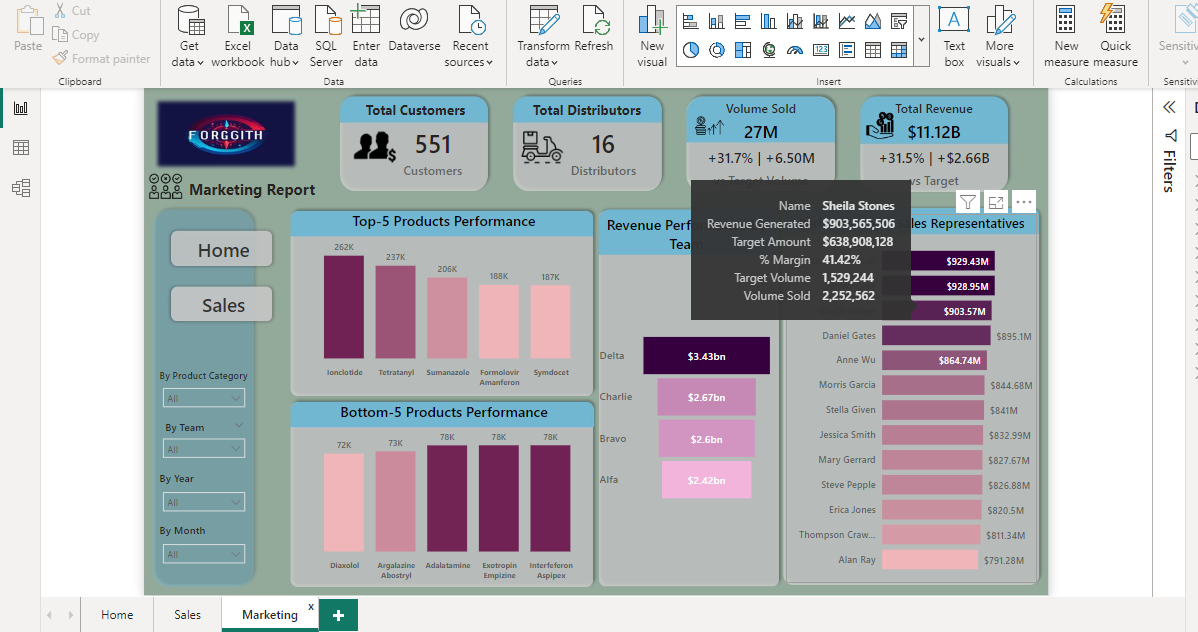 Paste
Cut
Copy
Format painter
Clipboard
Get data
Excel workbook
Data hub
SQL Server
Enter data
Dataverse
Recent sources
Data
Transform data
Refresh
Queries
New visual
123
Insert
A
Text box
More visuals
New measure
Quick measure
Calculations
FORGGITH
Marketing Report
Total Customers
551
Customers
Total Distributors
16
Distributors
Volume Sold
27M
+31.7% | +6.50M
vs Target Volume
Total Revenue
$11.12B
+31.5% | +$2.66B
vs Target
Filters
Home
Sales
By Product Category
All
By Team
All
By Year
All
By Month
All
Top-5 Products Performance
262K
237K
206K
188K
187K
Ionclotide
Tetratanyl
Sumanazole
Formolovir Amanferon
Symdocet
Bottom-5 Products Performance
72K
73K
78K
78K
78K
Diaxolol
Argalazine Abostryl
Adalatamine
Exotropin Empizine
Interfeferon Aspipex
Revenue Perf
Tea
Delta
$3.43bn
Charlie
$2.67bn
Bravo
$2.6bn
Alfa
$2.42bn
Name Sheila Stones
Revenue Generated $903,565,506
Target Amount $638,908,128
% Margin 41.42%
Target Volume 1,529,244
Volume Sold 2,252,562
les Representatives
$929.43M
$928.95M
$903.57M
Daniel Gates $895.1M
Anne Wu $864.74M
Morris Garcia $844.68M
Stella Given $841M
Jessica Smith $832.99M
Mary Gerrard $827.67M
Steve Pepple $826.88M
Erica Jones $820.5M
Thompson Craw... $811.34M
Alan Ray $791.28M
Home
Sales
Marketing
x
+